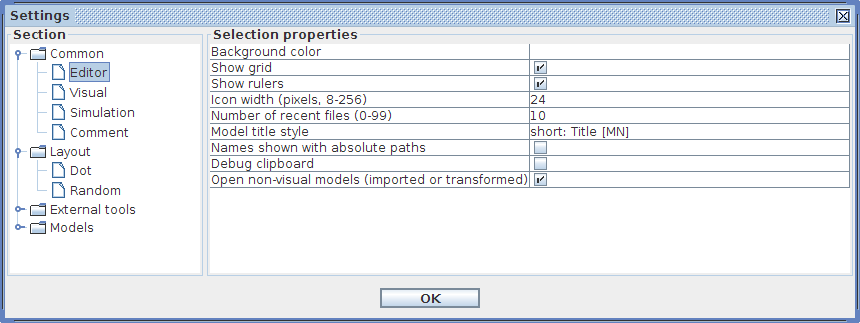 Settings
Section
Common
Editor
Visual
Simulation
Comment
Layout
Dot
Random
External tools
Models
Selection properties
Background color
Show grid
Show rulers
Icon width (pixels, 8-256) 24
Number of recent files (0-99) 10
Model title style short: Title [MN]
Names shown with absolute paths
Debug clipboard
Open non-visual models (imported or transformed)
OK